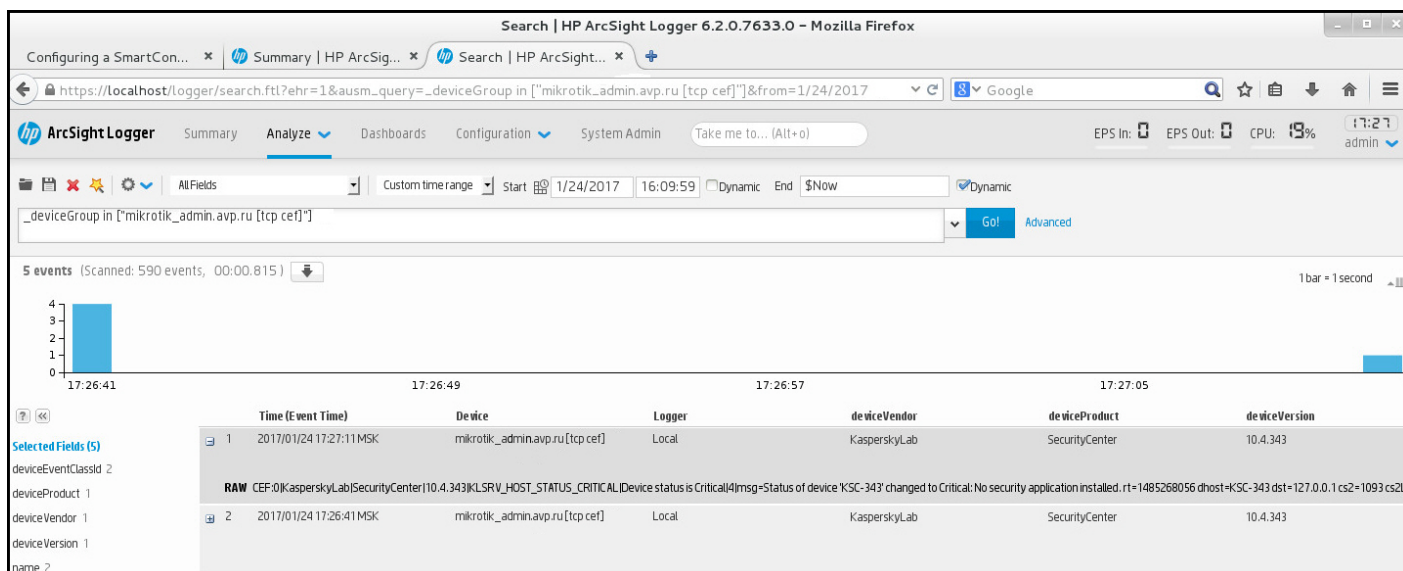 Search | HP ArcSight Logger 6.2.0.7633.0 - Mozilla Firefox
Configuring a SmartCon... × Summary | HP ArcSig... × Search | HP ArcSight... ×
https://localhost/logger/search.ftl?ehr=1&ausm_query=_deviceGroup in ["mikrotik_admin.avp.ru [tcp cef]"]&from=1/24/2017 Google
hp ArcSight Logger Summary Analyze Dashboards Configuration System Admin Take me to... (Alt+o) EPS In: 0 EPS Out: 0 CPU: 19% 17:27
admin
All Fields Custom time range Start 1/24/2017 16:09:59 Dynamic End $Now Dynamic
_deviceGroup in ["mikrotik_admin.avp.ru [tcp cef]"]
Go! Advanced
5 events (Scanned: 590 events, 00:00.815)
1 bar = 1 second
4
3
2
1
0
17:26:41 17:26:49 17:26:57 17:27:05
Time (Event Time) Device Logger deviceVendor deviceProduct deviceVersion
Selected Fields (5)
1 2017/01/24 17:27:11 MSK mikrotik_admin.avp.ru [tcp cef] Local KasperskyLab SecurityCenter 10.4.343
deviceEventClassId 2
RAW CEF:0|KasperskyLab|SecurityCenter|10.4.343|KLSRV_HOST_STATUS_CRITICAL|Device status is Critical|4|msg=Status of device 'KSC-343' changed to Critical: No security application installed. rt=1485268056 dhost=KSC-343 dst=127.0.0.1 cs2=1093 cs2l
deviceProduct 1
deviceVendor 1
2 2017/01/24 17:26:41 MSK mikrotik_admin.avp.ru [tcp cef] Local KasperskyLab SecurityCenter 10.4.343
deviceVersion 1
name 2